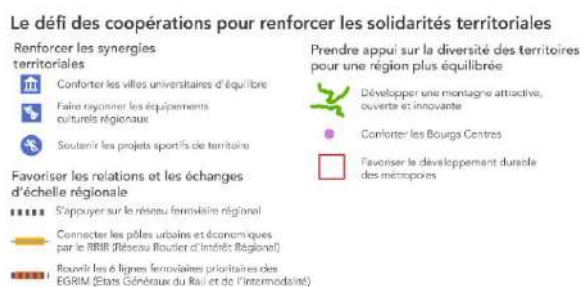 Le défi des coopérations pour renforcer les solidarités territoriales
Renforcer les synergies
territoriales
Conforter les villes universitaires d'équilibre
Faire rayonner les équipements
culturels régionaux
Soutenir les projets sportifs de territoire
Favoriser les relations et les échanges
d'échelle régionale
S'appuyer sur le réseau ferroviaire régional
Connecter les pôles urbains et économiques
par le RRIR (Réseau Routier d'Intérêt Régional)
Rouvrir les 6 lignes ferroviaires prioritaires des
EGRIM (Etats Généraux du Rail et de l'Intermodalité)
Prendre appui sur la diversité des territoires
pour une région plus équilibrée
Développer une montagne attractive,
ouverte et innovante
Conforter les Bourgs Centres
Favoriser le développement durable
des métropoles